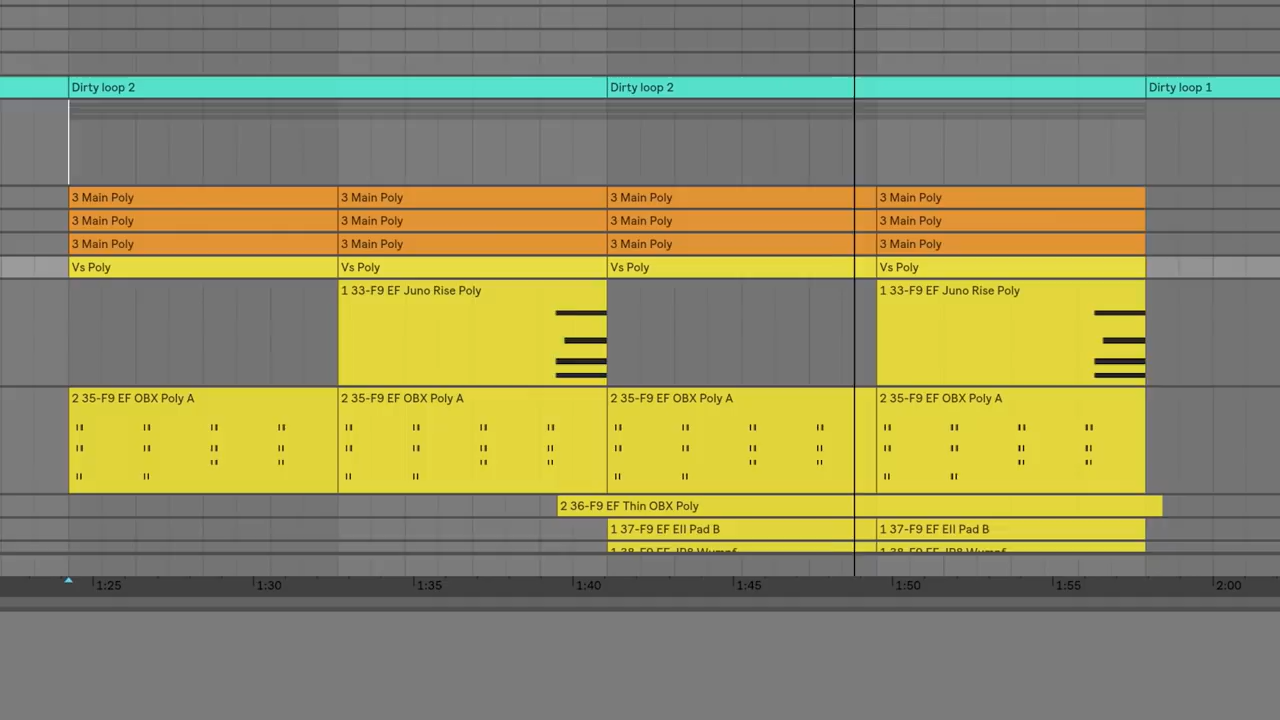 Dirty loop 2 Dirty loop 2 Dirty loop 1
3 Main Poly 3 Main Poly 3 Main Poly 3 Main Poly
3 Main Poly 3 Main Poly 3 Main Poly 3 Main Poly
3 Main Poly 3 Main Poly 3 Main Poly 3 Main Poly
Vs Poly Vs Poly Vs Poly Vs Poly
1 33-F9 EF Juno Rise Poly 1 33-F9 EF Juno Rise Poly
2 35-F9 EF OBX Poly A 2 35-F9 EF OBX Poly A 2 35-F9 EF OBX Poly A 2 35-F9 EF OBX Poly A
2 36-F9 EF Thin OBX Poly
1 37-F9 EF EII Pad B 1 37-F9 EF EII Pad B
1:25 1:30 1:35 1:40 1:45 1:50 1:55 2:00